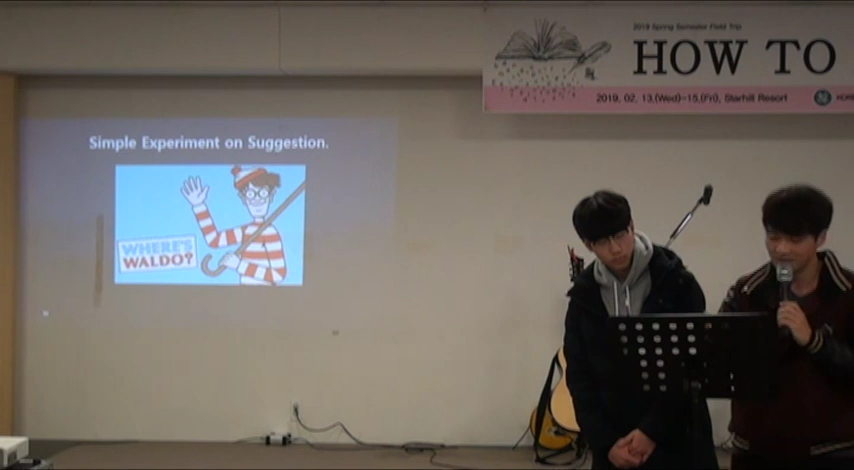 2019 Spring Semester Field Trip
HOW TO
2019. 02. 13.(Wed)-15.(Fri), Starhill Resort
Simple Experiment on Suggestion.
WHERE'S
WALDO?